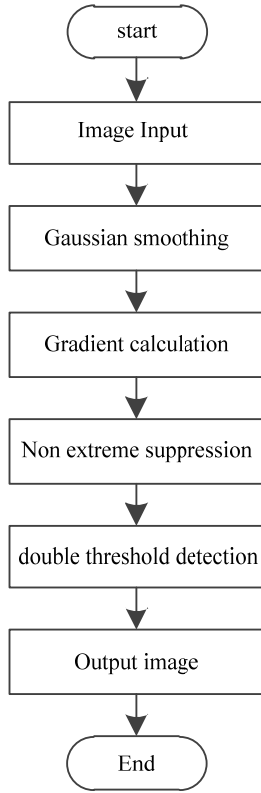 start
Image Input
Gaussian smoothing
Gradient calculation
Non extreme suppression
double threshold detection
Output image
End